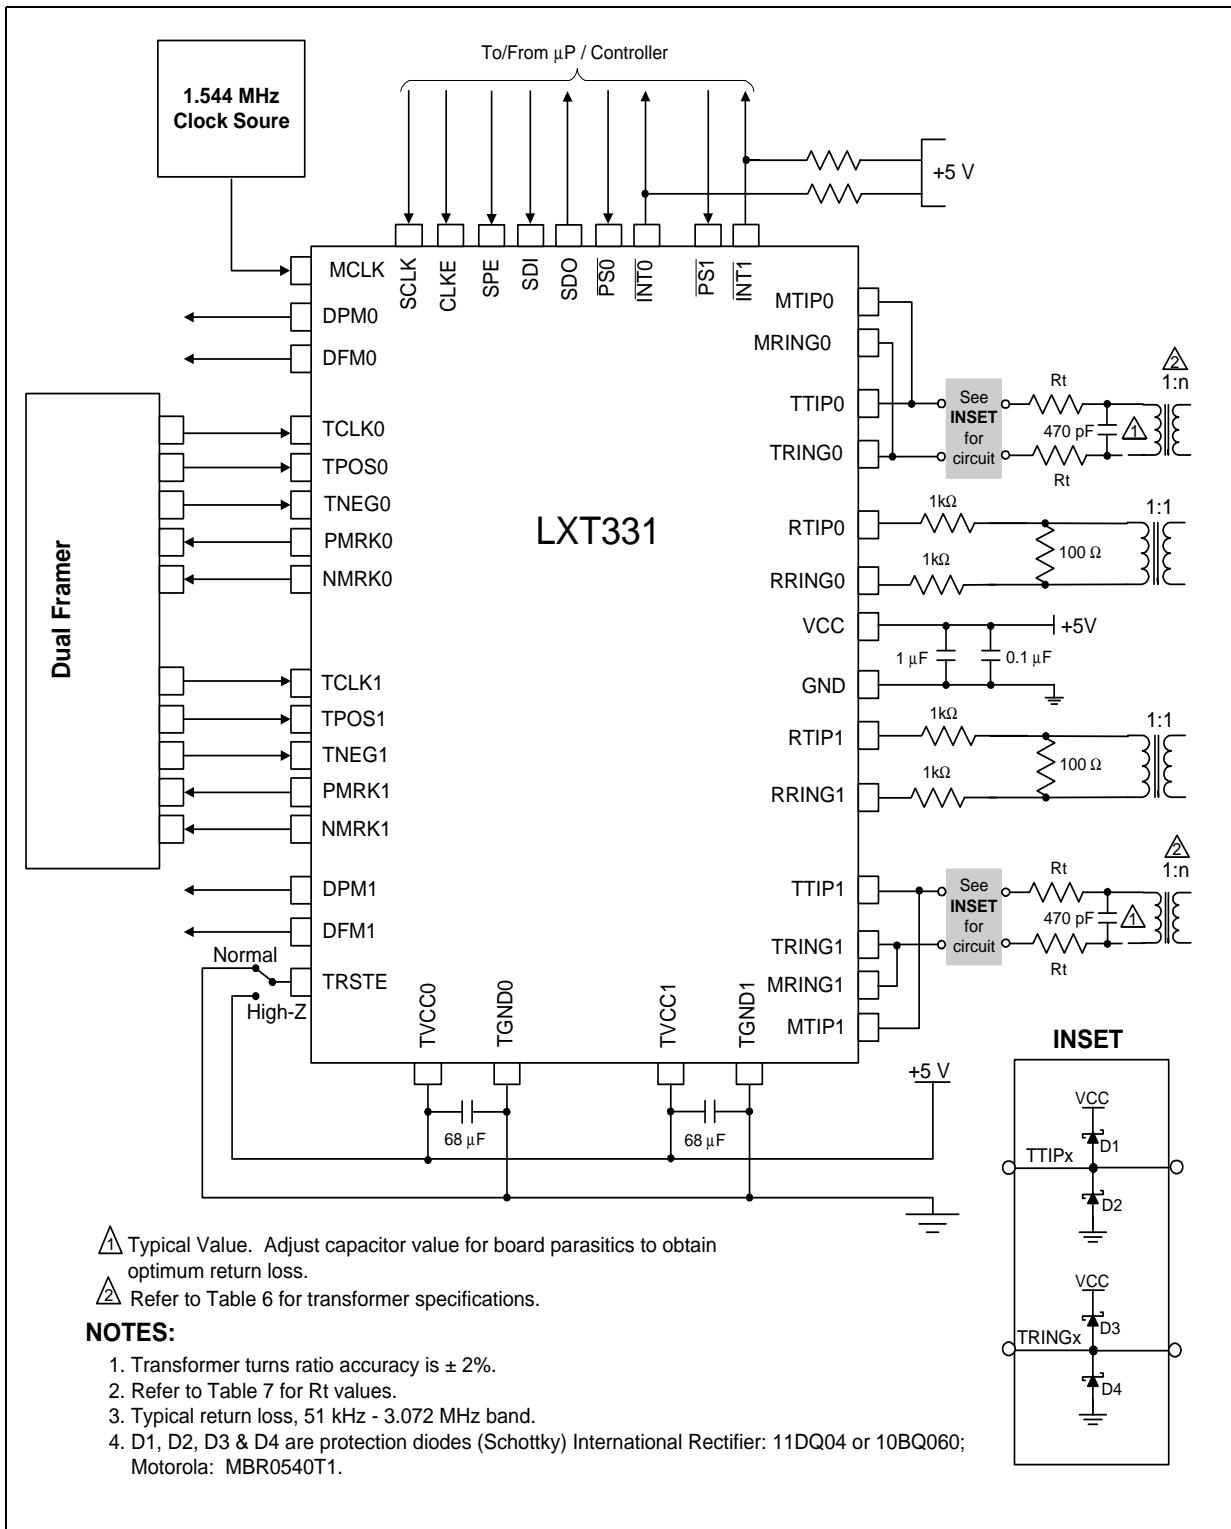 To/From μP / Controller
1.544 MHz
Clock Soure
+5 V
MCLK
SCLK
CLKE
SPE
SDI
SDO
PS0
INT0
PS1
INT1
DPM0
DFM0
MTIP0
MRING0
TTIP0
TRING0
See
INSET
for
circuit
Rt
470 pF
Rt
1
2
1:n
Dual Framer
TCLK0
TPOS0
TNEG0
PMRK0
NMRK0
LXT331
RTIP0
RRING0
1kΩ
1kΩ
100 Ω
1:1
VCC
GND
+5V
1 μF
0.1 μF
TCLK1
TPOS1
TNEG1
PMRK1
NMRK1
RTIP1
RRING1
1kΩ
1kΩ
100 Ω
1:1
DPM1
DFM1
Normal
High-Z
TRSTE
TTIP1
TRING1
MRING1
MTIP1
See
INSET
for
circuit
Rt
470 pF
Rt
1
2
1:n
TVCC0
TGND0
TVCC1
TGND1
68 μF
68 μF
+5 V
INSET
VCC
D1
TTIPx
D2
VCC
D3
TRINGx
D4
1 Typical Value. Adjust capacitor value for board parasitics to obtain
optimum return loss.
2 Refer to Table 6 for transformer specifications.
NOTES:
1. Transformer turns ratio accuracy is ± 2%.
2. Refer to Table 7 for Rt values.
3. Typical return loss, 51 kHz - 3.072 MHz band.
4. D1, D2, D3 & D4 are protection diodes (Schottky) International Rectifier: 11DQ04 or 10BQ060;
Motorola: MBR0540T1.